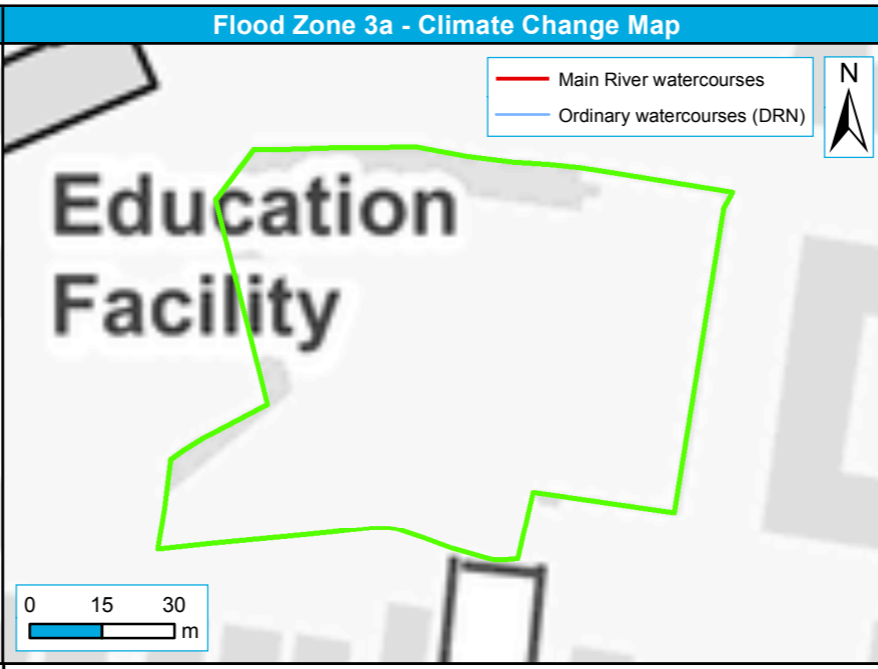 Flood Zone 3a - Climate Change Map
Main River watercourses
Ordinary watercourses (DRN)
N
Education
Facility
0 15 30
m